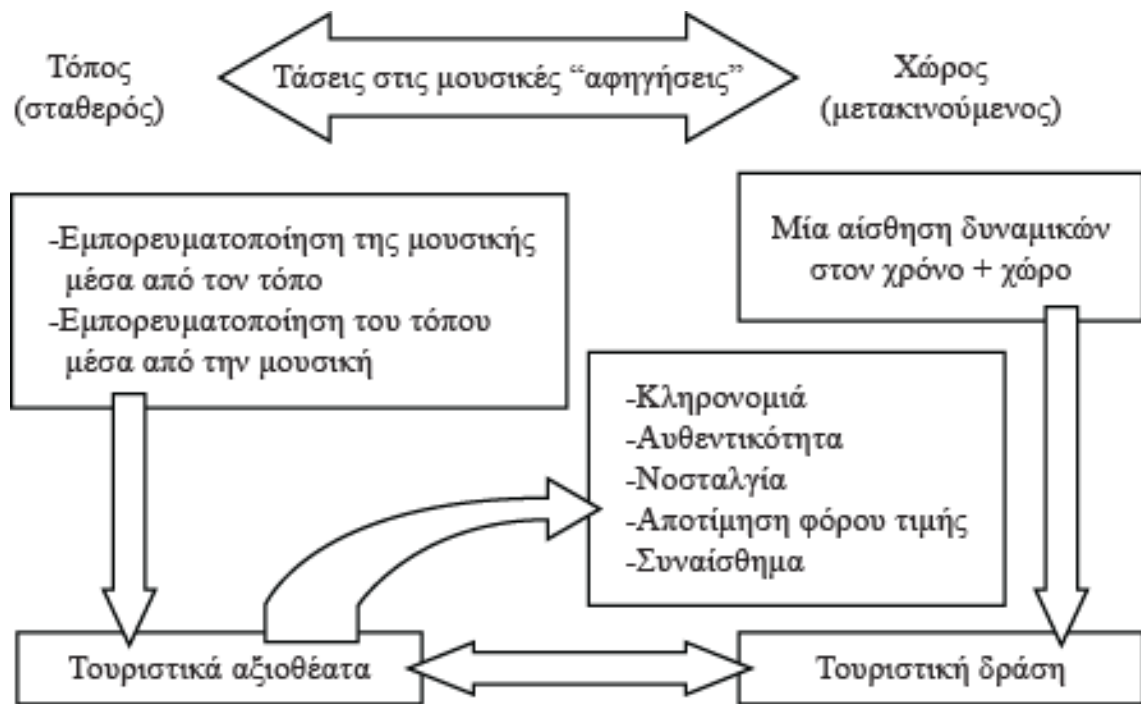 Τόπος
(σταθερός)
Τάσεις στις μουσικές “αφηγήσεις”
Χώρος
(μετακινούμενος)
-Εμπορευματοποίηση της μουσικής
μέσα από τον τόπο
-Εμπορευματοποίηση του τόπου
μέσα από την μουσική
Μία αίσθηση δυναμικών
στον χρόνο + χώρο
-Κληρονομιά
-Αυθεντικότητα
-Νοσταλγία
-Αποτίμηση φόρου τιμής
-Συναίσθημα
Τουριστικά αξιοθέατα
Τουριστική δράση